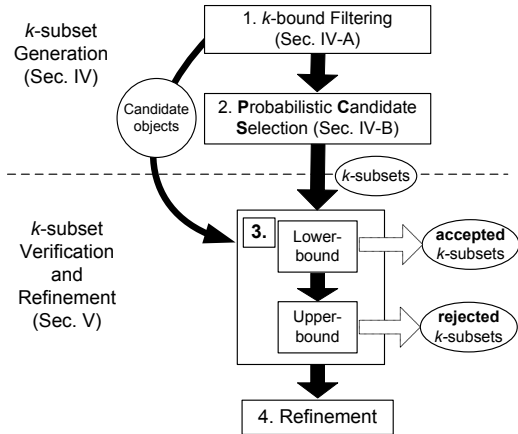 k-subset
Generation
(Sec. IV)
1. k-bound Filtering
(Sec. IV-A)
Candidate
objects
2. Probabilistic Candidate
Selection (Sec. IV-B)
k-subsets
k-subset
Verification
and
Refinement
(Sec. V)
3.
Lower-
bound
accepted
k-subsets
Upper-
bound
rejected
k-subsets
4. Refinement